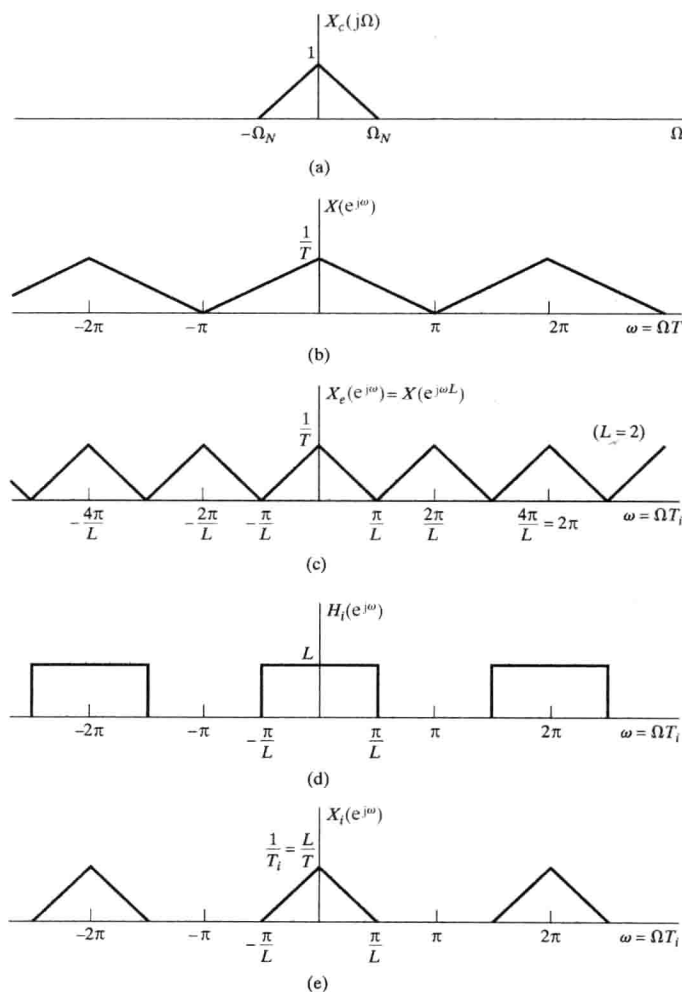 X_c(jΩ)
1
−Ω_N Ω_N Ω
(a)
X(e^{jω})
1/T
−2π −π π 2π ω = ΩT
(b)
X_e(e^{jω}) = X(e^{jωL})
1/T (L = 2)
−4π/L −2π/L −π/L π/L 2π/L 4π/L = 2π ω = ΩT_i
(c)
H_i(e^{jω})
L
−2π −π −π/L π/L π 2π ω = ΩT_i
(d)
X_i(e^{jω})
1/T_i = L/T
−2π −π −π/L π/L π 2π ω = ΩT_i
(e)